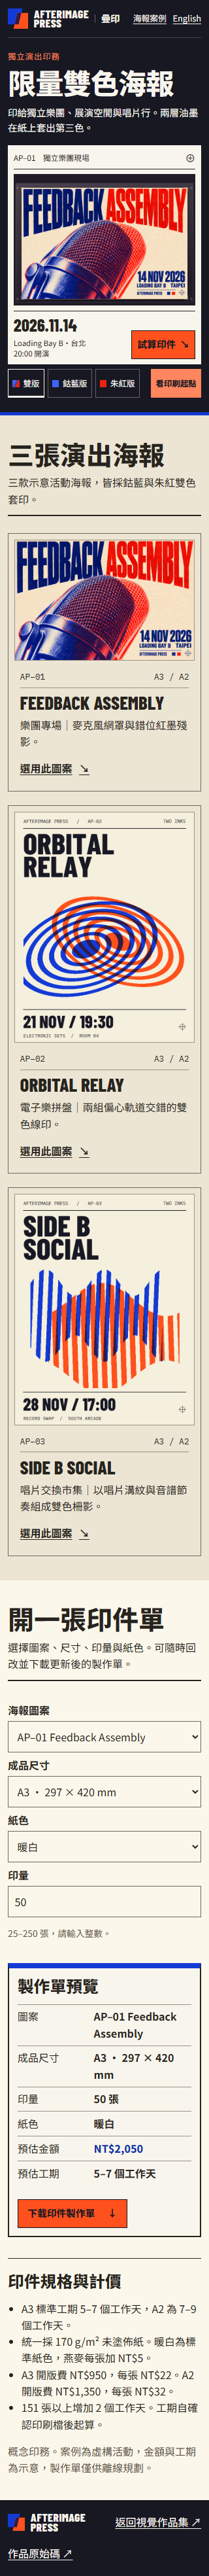 AFTERIMAGE
PRESS
疊印
海報案例
English
獨立演出印務
限量雙色海報
印給獨立樂團、展演空間與唱片行。兩層油墨
在紙上套出第三色。
AP–01 獨立樂團現場
FEEDBACK ASSEMBLY
14 NOV 2026
LOADING BAY B · TAIPEI
AFTERIMAGE PRESS
2026.11.14
Loading Bay B・台北
20:00 開演
試算印件 ↘
雙版
鈷藍版
朱紅版
看印刷起點
三張演出海報
三款示意活動海報，皆採鈷藍與朱紅雙色
套印。
FEEDBACK ASSEMBLY
14 NOV 2026
LOADING BAY B · TAIPEI
AFTERIMAGE PRESS
AP–01
A3 / A2
FEEDBACK ASSEMBLY
樂團專場｜麥克風網罩與錯位紅墨殘
影。
選用此圖案 ↘
AFTERIMAGE PRESS / AP–02
TWO INKS
ORBITAL
RELAY
21 NOV / 19:30
ELECTRONIC SETS / ROOM 04
AP–02
A3 / A2
ORBITAL RELAY
電子樂拼盤｜兩組偏心軌道交錯的雙
色線印。
選用此圖案 ↘
AFTERIMAGE PRESS / AP–03
TWO INKS
SIDE B
SOCIAL
28 NOV / 17:00
RECORD SWAP / SOUTH ARCADE
AP–03
A3 / A2
SIDE B SOCIAL
唱片交換市集｜以唱片溝紋與音譜節
奏組成雙色柵影。
選用此圖案 ↘
開一張印件單
選擇圖案、尺寸、印量與紙色。可隨時回
改並下載更新後的製作單。
海報圖案
AP–01 Feedback Assembly
成品尺寸
A3 ・ 297 × 420 mm
紙色
暖白
印量
50
25–250 張，請輸入整數。
製作單預覽
圖案
AP–01 Feedback
Assembly
成品尺寸
A3 ・ 297 × 420
mm
印量
50 張
紙色
暖白
預估金額
NT$2,050
預估工期
5–7 個工作天
下載印件製作單 ↓
印件規格與計價
A3 標準工期 5–7 個工作天，A2 為 7–9
個工作天。
統一採 170 g/m² 未塗佈紙。暖白為標
準紙色，燕麥每張加 NT$5。
A3 開版費 NT$950，每張 NT$22。A2
開版費 NT$1,350，每張 NT$32。
151 張以上增加 2 個工作天。工期自確
認印刷檔後起算。
概念印務。案例為虛構活動，金額與工期
為示意，製作單僅供離線規劃。
AFTERIMAGE
PRESS
返回視覺作品集 ↗
作品原始碼 ↗